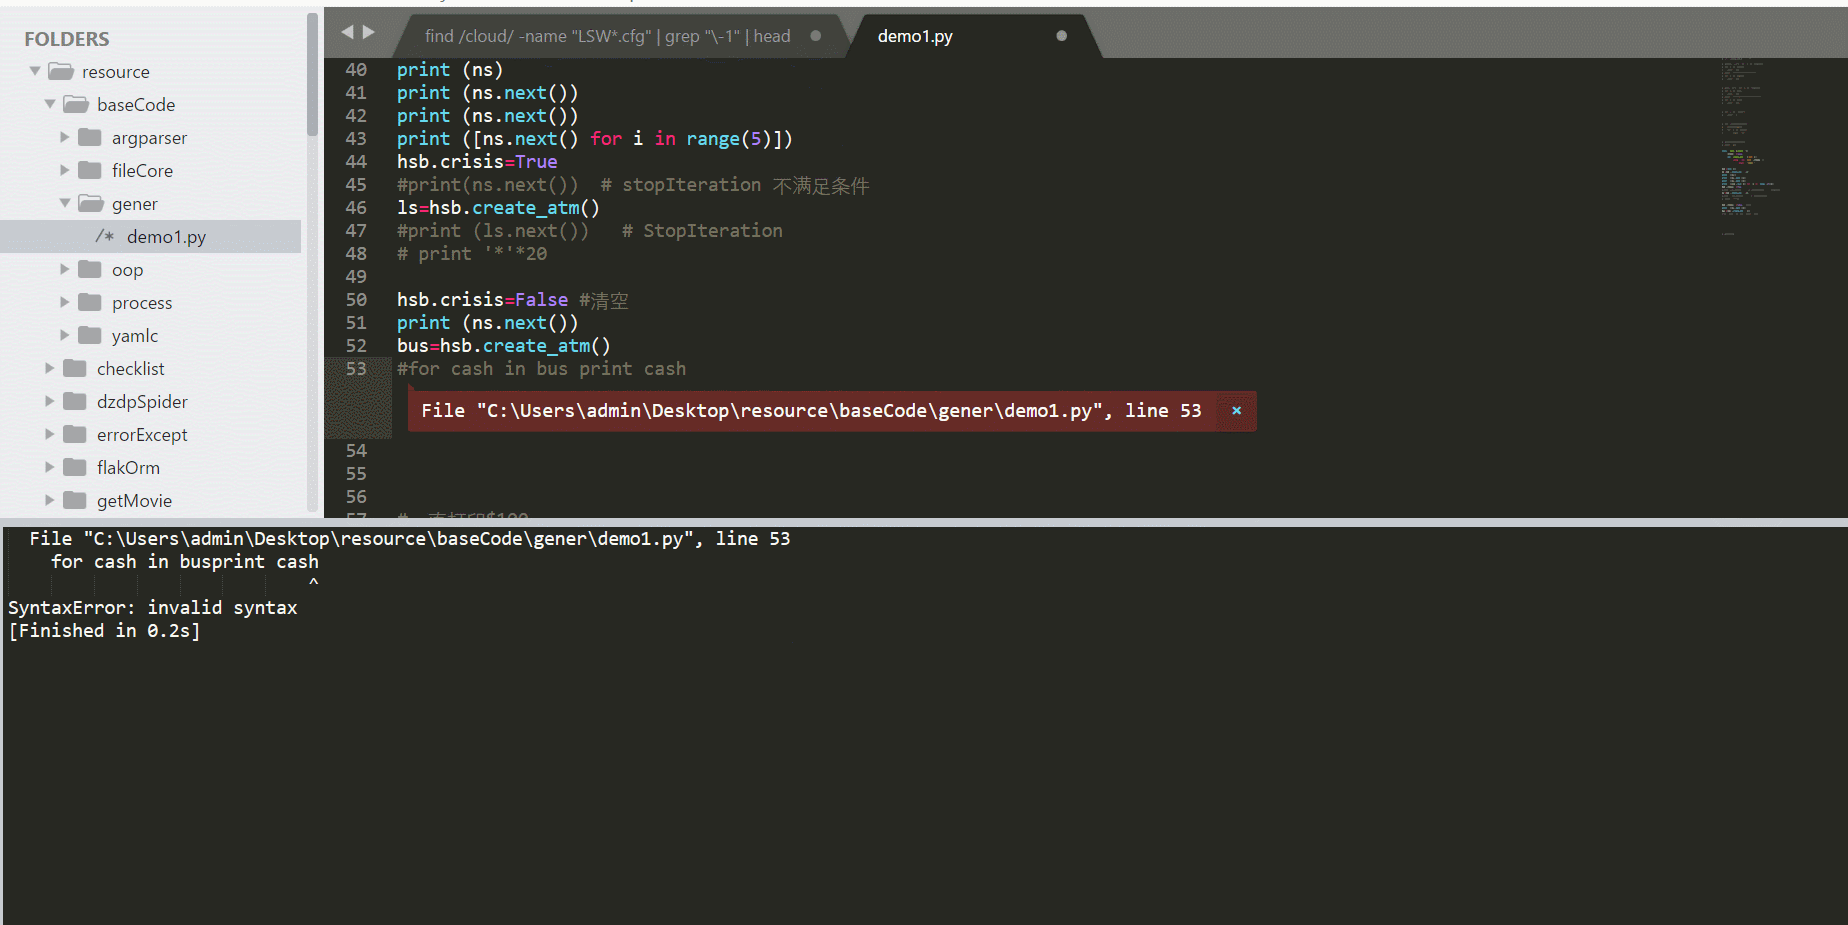 FOLDERS
resource
baseCode
argparser
fileCore
gener
/* demo1.py
oop
process
yamlc
checklist
dzdpSpider
errorExcept
flakOrm
getMovie
find /cloud/ -name "LSW*.cfg" | grep "\-1" | head
demo1.py
40 print (ns)
41 print (ns.next())
42 print (ns.next())
43 print ([ns.next() for i in range(5)])
44 hsb.crisis=True
45 #print(ns.next())  # stopIteration 不满足条件
46 ls=hsb.create_atm()
47 #print (ls.next())   # StopIteration
48 # print '*'*20
49
50 hsb.crisis=False #清空
51 print (ns.next())
52 bus=hsb.create_atm()
53 #for cash in bus print cash
File "C:\Users\admin\Desktop\resource\baseCode\gener\demo1.py", line 53 ×
54
55
56
57 #
File "C:\Users\admin\Desktop\resource\baseCode\gener\demo1.py", line 53
for cash in busprint cash
^
SyntaxError: invalid syntax
[Finished in 0.2s]